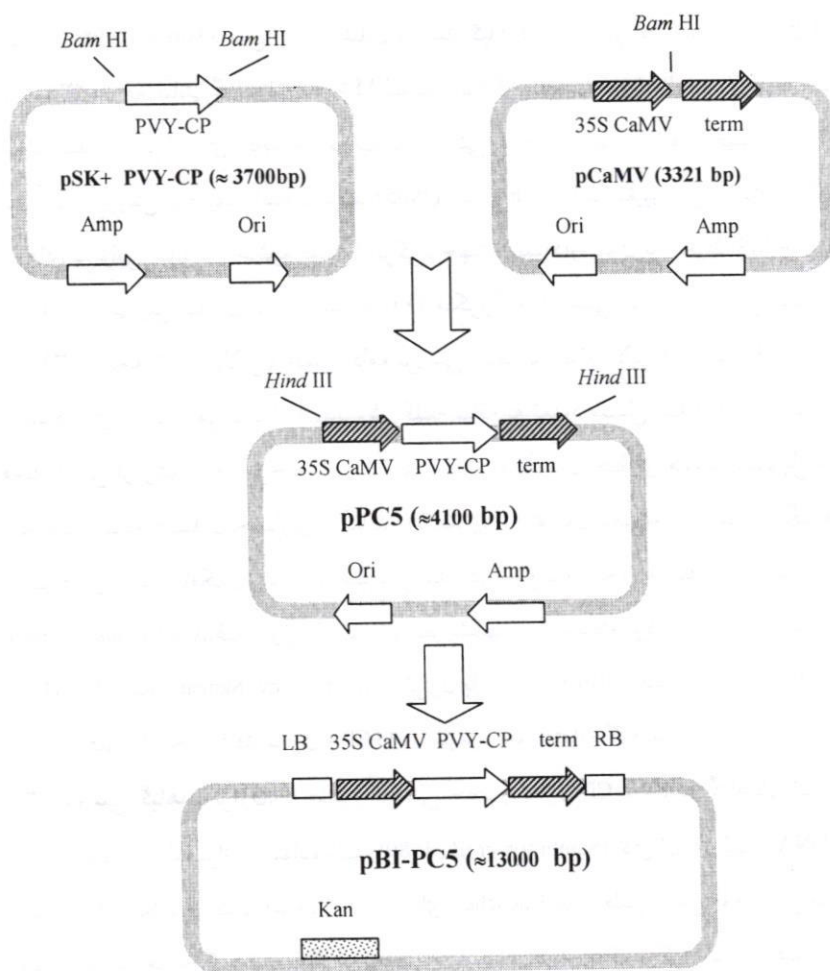 Bam HI
Bam HI
PVY-CP
pSK+ PVY-CP (≈ 3700bp)
Amp
Ori
Bam HI
35S CaMV
term
pCaMV (3321 bp)
Ori
Amp
Hind III
Hind III
35S CaMV
PVY-CP
term
pPC5 (≈4100 bp)
Ori
Amp
LB
35S CaMV
PVY-CP
term
RB
pBI-PC5 (≈13000 bp)
Kan